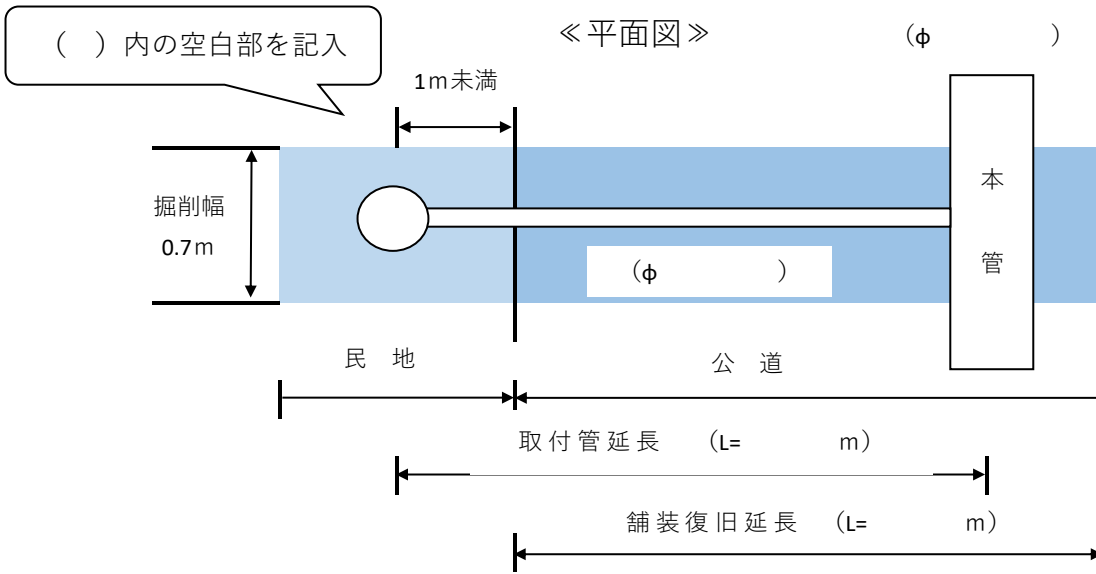 （　）内の空白部を記入
≪平面図≫
（φ　　　　　）
1ｍ未満
掘削幅
0.7ｍ
本
管
（φ　　　　　）
民　地
公　道
取付管延長　（L=　　　　ｍ）
舗装復旧延長　（L=　　　　ｍ）